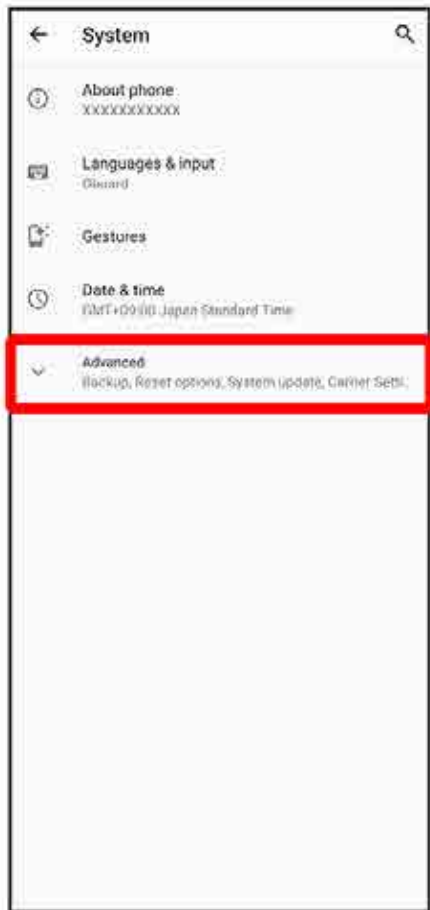 System
About phone
XXXXXXXXXXX
Languages & input
Gboard
Gestures
Date & time
GMT+09:00 Japan Standard Time
Advanced
Backup, Reset options, System update, Carrier Setti..